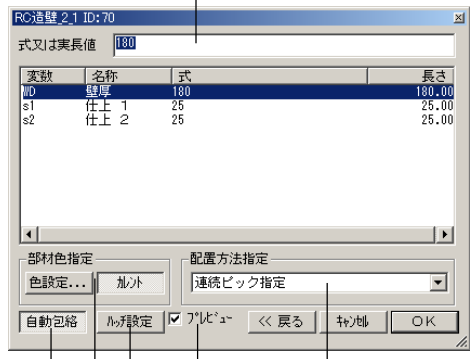 RC造壁_2_1 ID:70
式又は実長値 180
変数 名称 式 長さ
WD 壁厚 180 180.00
s1 仕上 1 25 25.00
s2 仕上 2 25 25.00
部材色指定 配置方法指定
色設定... ｶﾚﾝﾄ 連続ピック指定
自動包絡 ﾊｯﾁ設定 ﾌﾟﾚﾋﾞｭｰ << 戻る ｷｬﾝｾﾙ OK